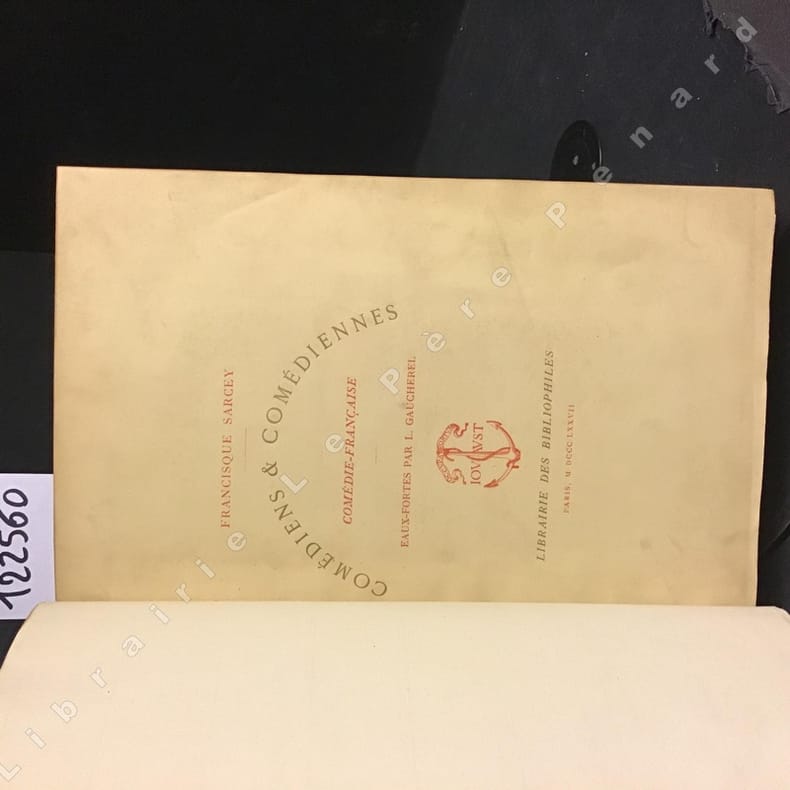 FRANCISQUE SARCEY
COMÉDIENS & COMÉDIENNES
COMÉDIE-FRANÇAISE
EAUX-FORTES PAR L. GAUCHEREL
IOVAVST
LIBRAIRIE DES BIBLIOPHILES
PARIS, M DCCC LXXVII
122560
Librairie Le Père Pénard